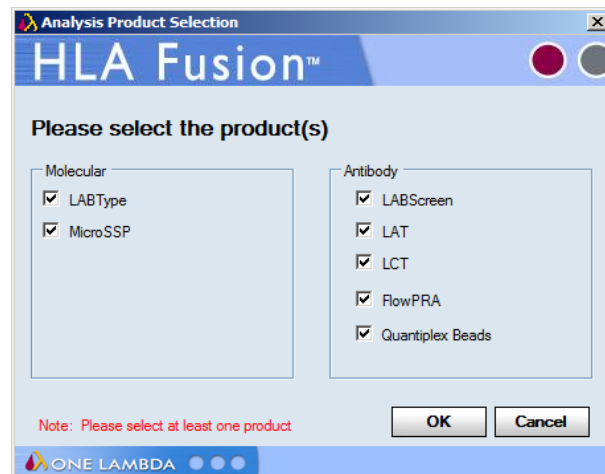 Analysis Product Selection
HLA Fusion™
Please select the product(s)
Molecular
LABType
MicroSSP
Antibody
LABScreen
LAT
LCT
FlowPRA
Quantiplex Beads
Note: Please select at least one product
OK
Cancel
ONE LAMBDA